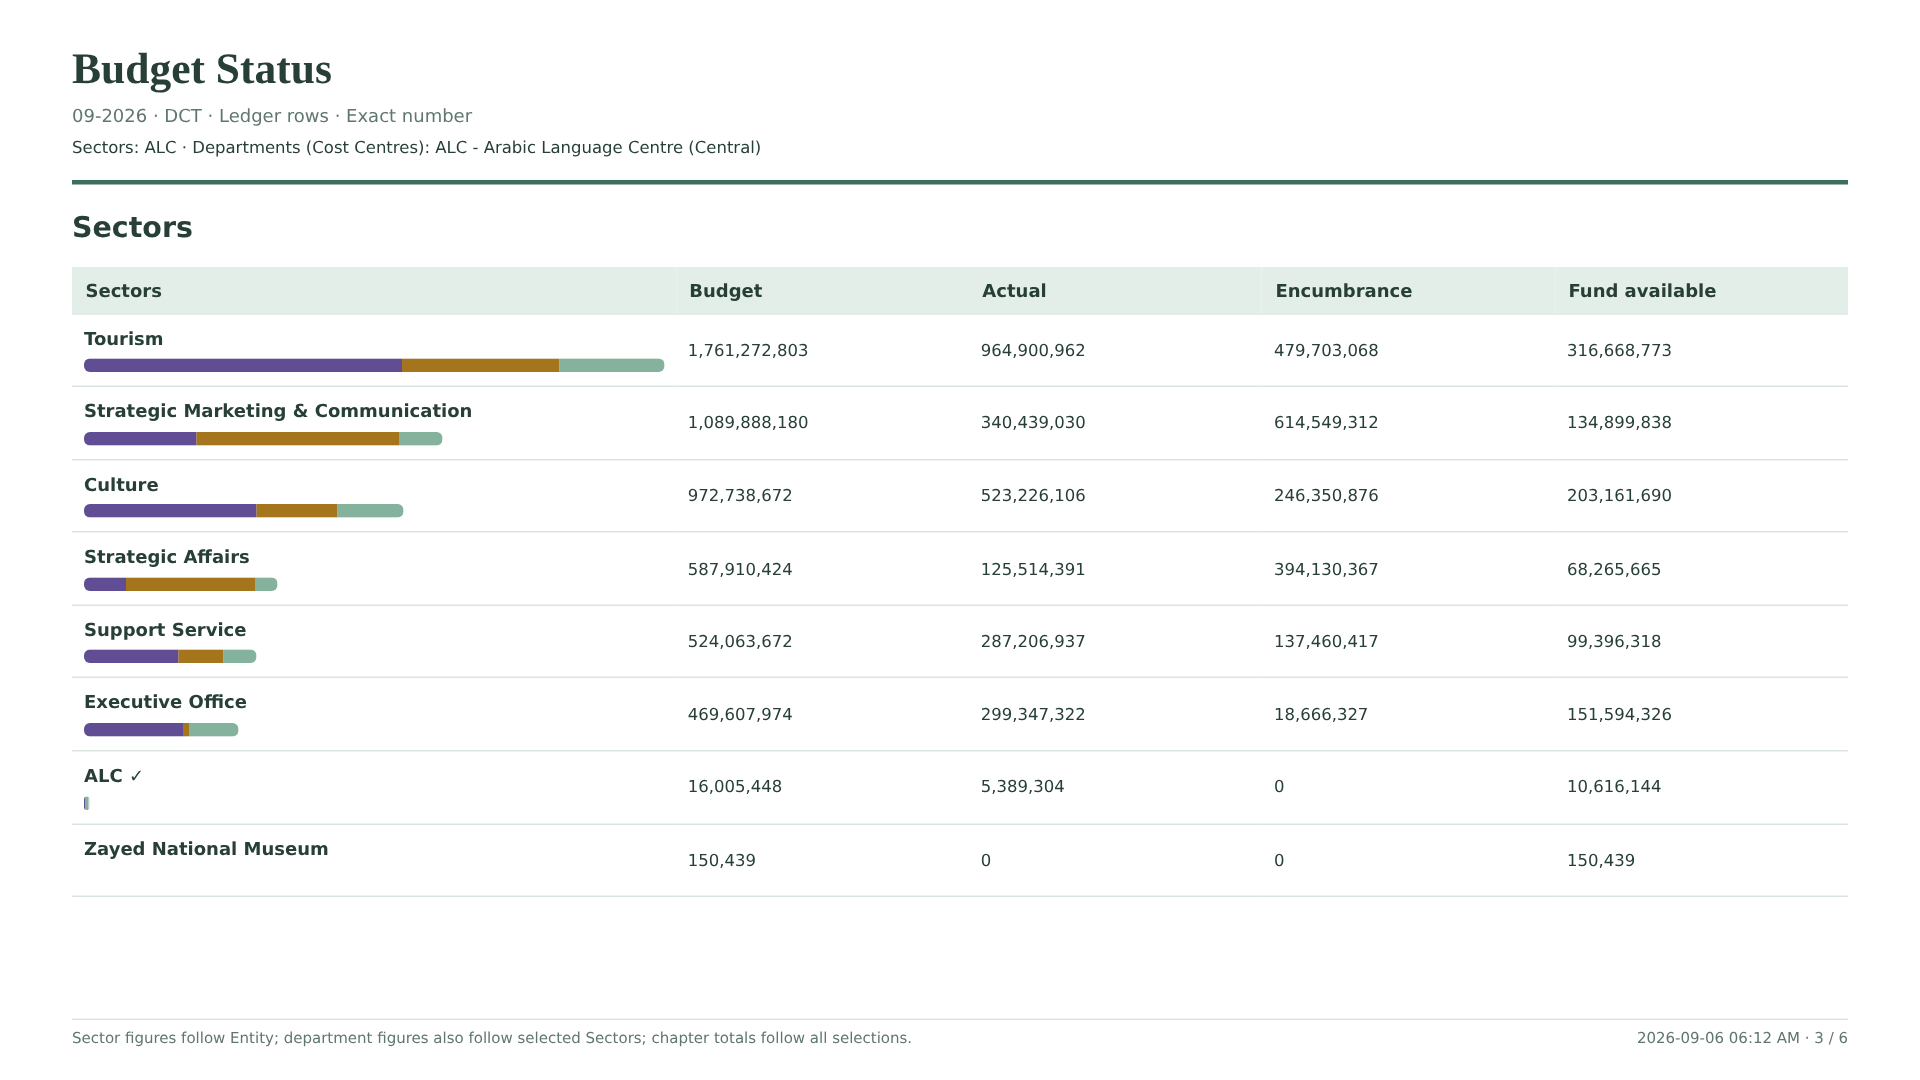 Budget Status
09-2026 · DCT · Ledger rows · Exact number
Sectors: ALC · Departments (Cost Centres): ALC - Arabic Language Centre (Central)
Sectors
Sectors Budget Actual Encumbrance Fund available
Tourism 1,761,272,803 964,900,962 479,703,068 316,668,773
Strategic Marketing & Communication 1,089,888,180 340,439,030 614,549,312 134,899,838
Culture 972,738,672 523,226,106 246,350,876 203,161,690
Strategic Affairs 587,910,424 125,514,391 394,130,367 68,265,665
Support Service 524,063,672 287,206,937 137,460,417 99,396,318
Executive Office 469,607,974 299,347,322 18,666,327 151,594,326
ALC ✓ 16,005,448 5,389,304 0 10,616,144
Zayed National Museum 150,439 0 0 150,439
Sector figures follow Entity; department figures also follow selected Sectors; chapter totals follow all selections. 2026-09-06 06:12 AM · 3 / 6